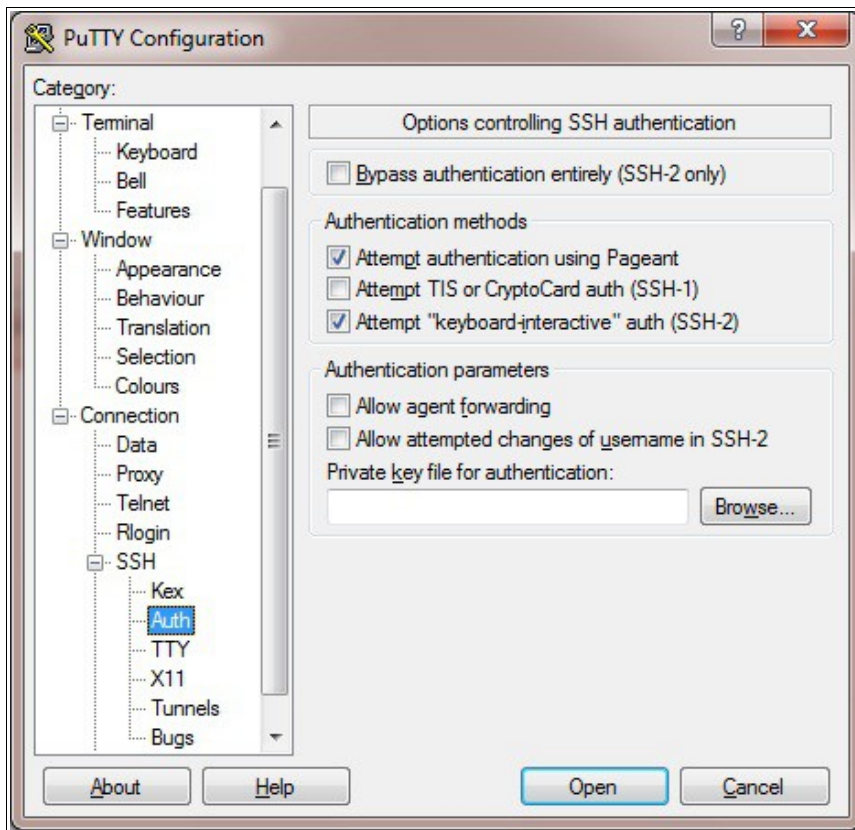 PuTTY Configuration
?
X
Category:
Terminal
Keyboard
Bell
Features
Window
Appearance
Behaviour
Translation
Selection
Colours
Connection
Data
Proxy
Telnet
Rlogin
SSH
Kex
Auth
TTY
X11
Tunnels
Bugs
Options controlling SSH authentication
Bypass authentication entirely (SSH-2 only)
Authentication methods
Attempt authentication using Pageant
Attempt TIS or CryptoCard auth (SSH-1)
Attempt "keyboard-interactive" auth (SSH-2)
Authentication parameters
Allow agent forwarding
Allow attempted changes of username in SSH-2
Private key file for authentication:
Browse...
About
Help
Open
Cancel